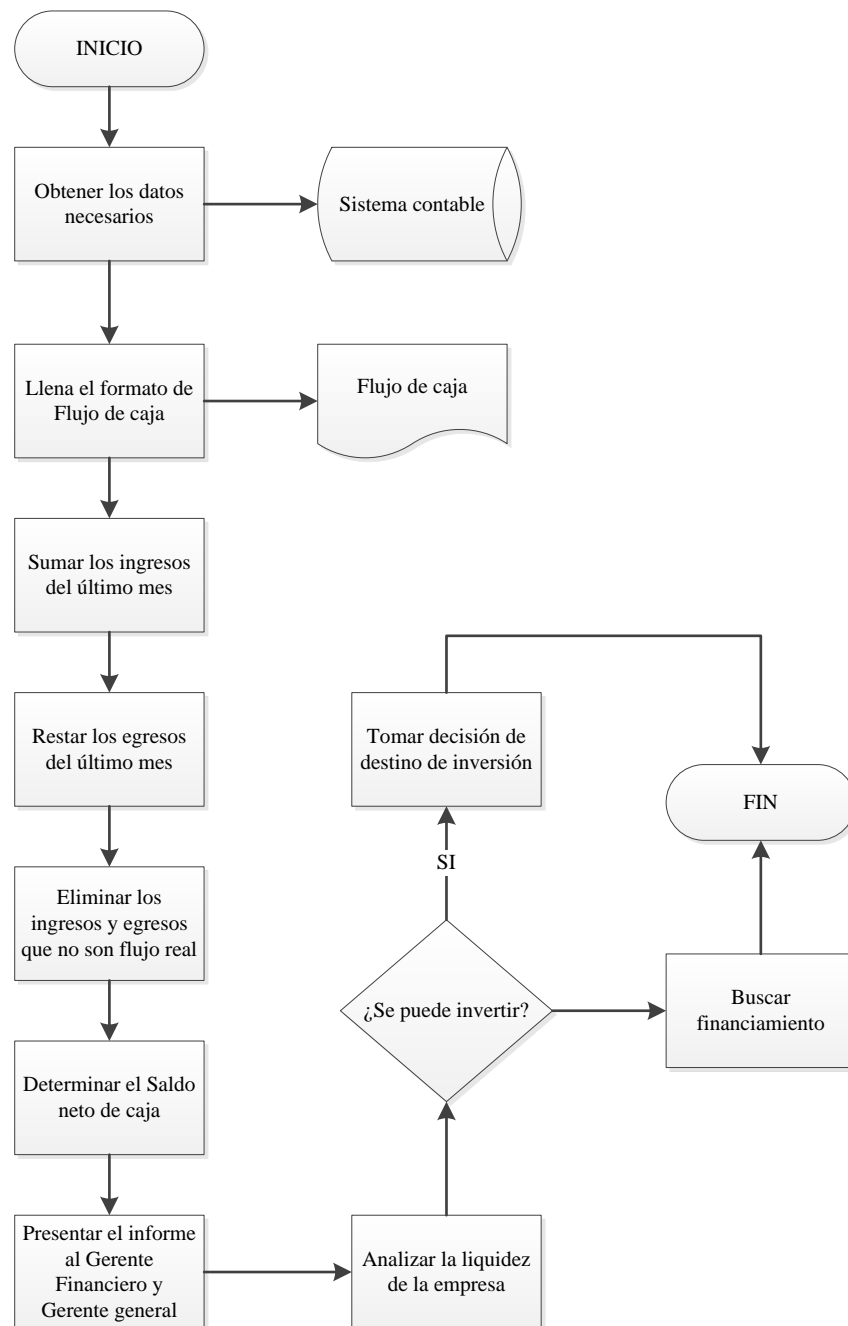 INICIO
Obtener los datos
necesarios
Sistema contable
Llena el formato de
Flujo de caja
Flujo de caja
Sumar los ingresos
del último mes
Restar los egresos
del último mes
Eliminar los
ingresos y egresos
que no son flujo real
Determinar el Saldo
neto de caja
Presentar el informe
al Gerente
Financiero y
Gerente general
Analizar la liquidez
de la empresa
¿Se puede invertir?
SI
Tomar decisión de
destino de inversión
Buscar
financiamiento
FIN